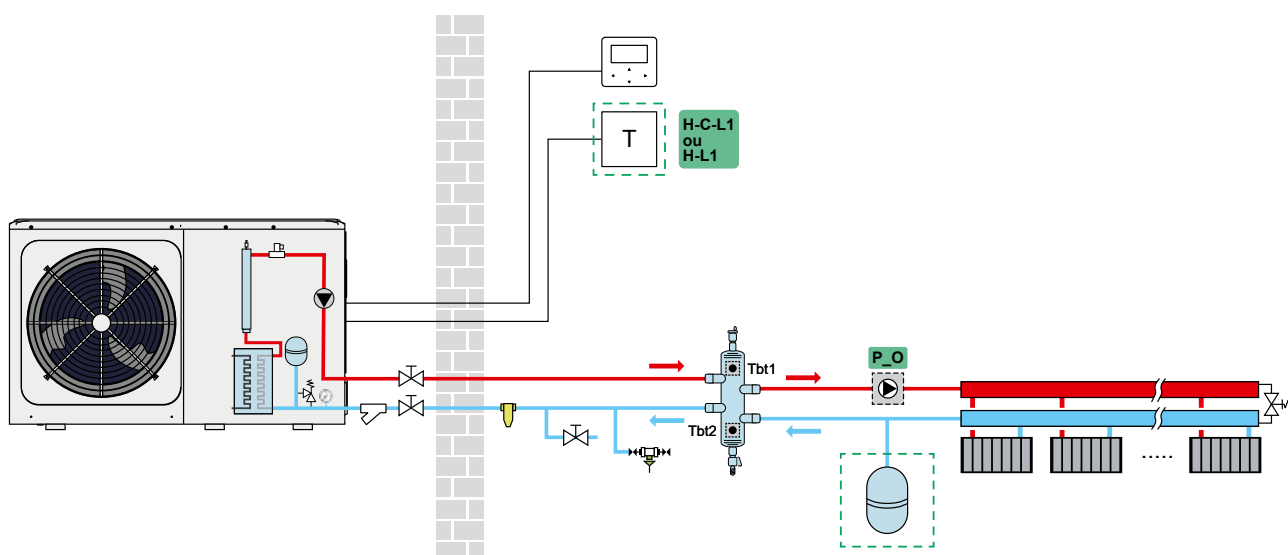 T
H-C-L1
ou
H-L1
P_O
Tbt1
Tbt2
.....